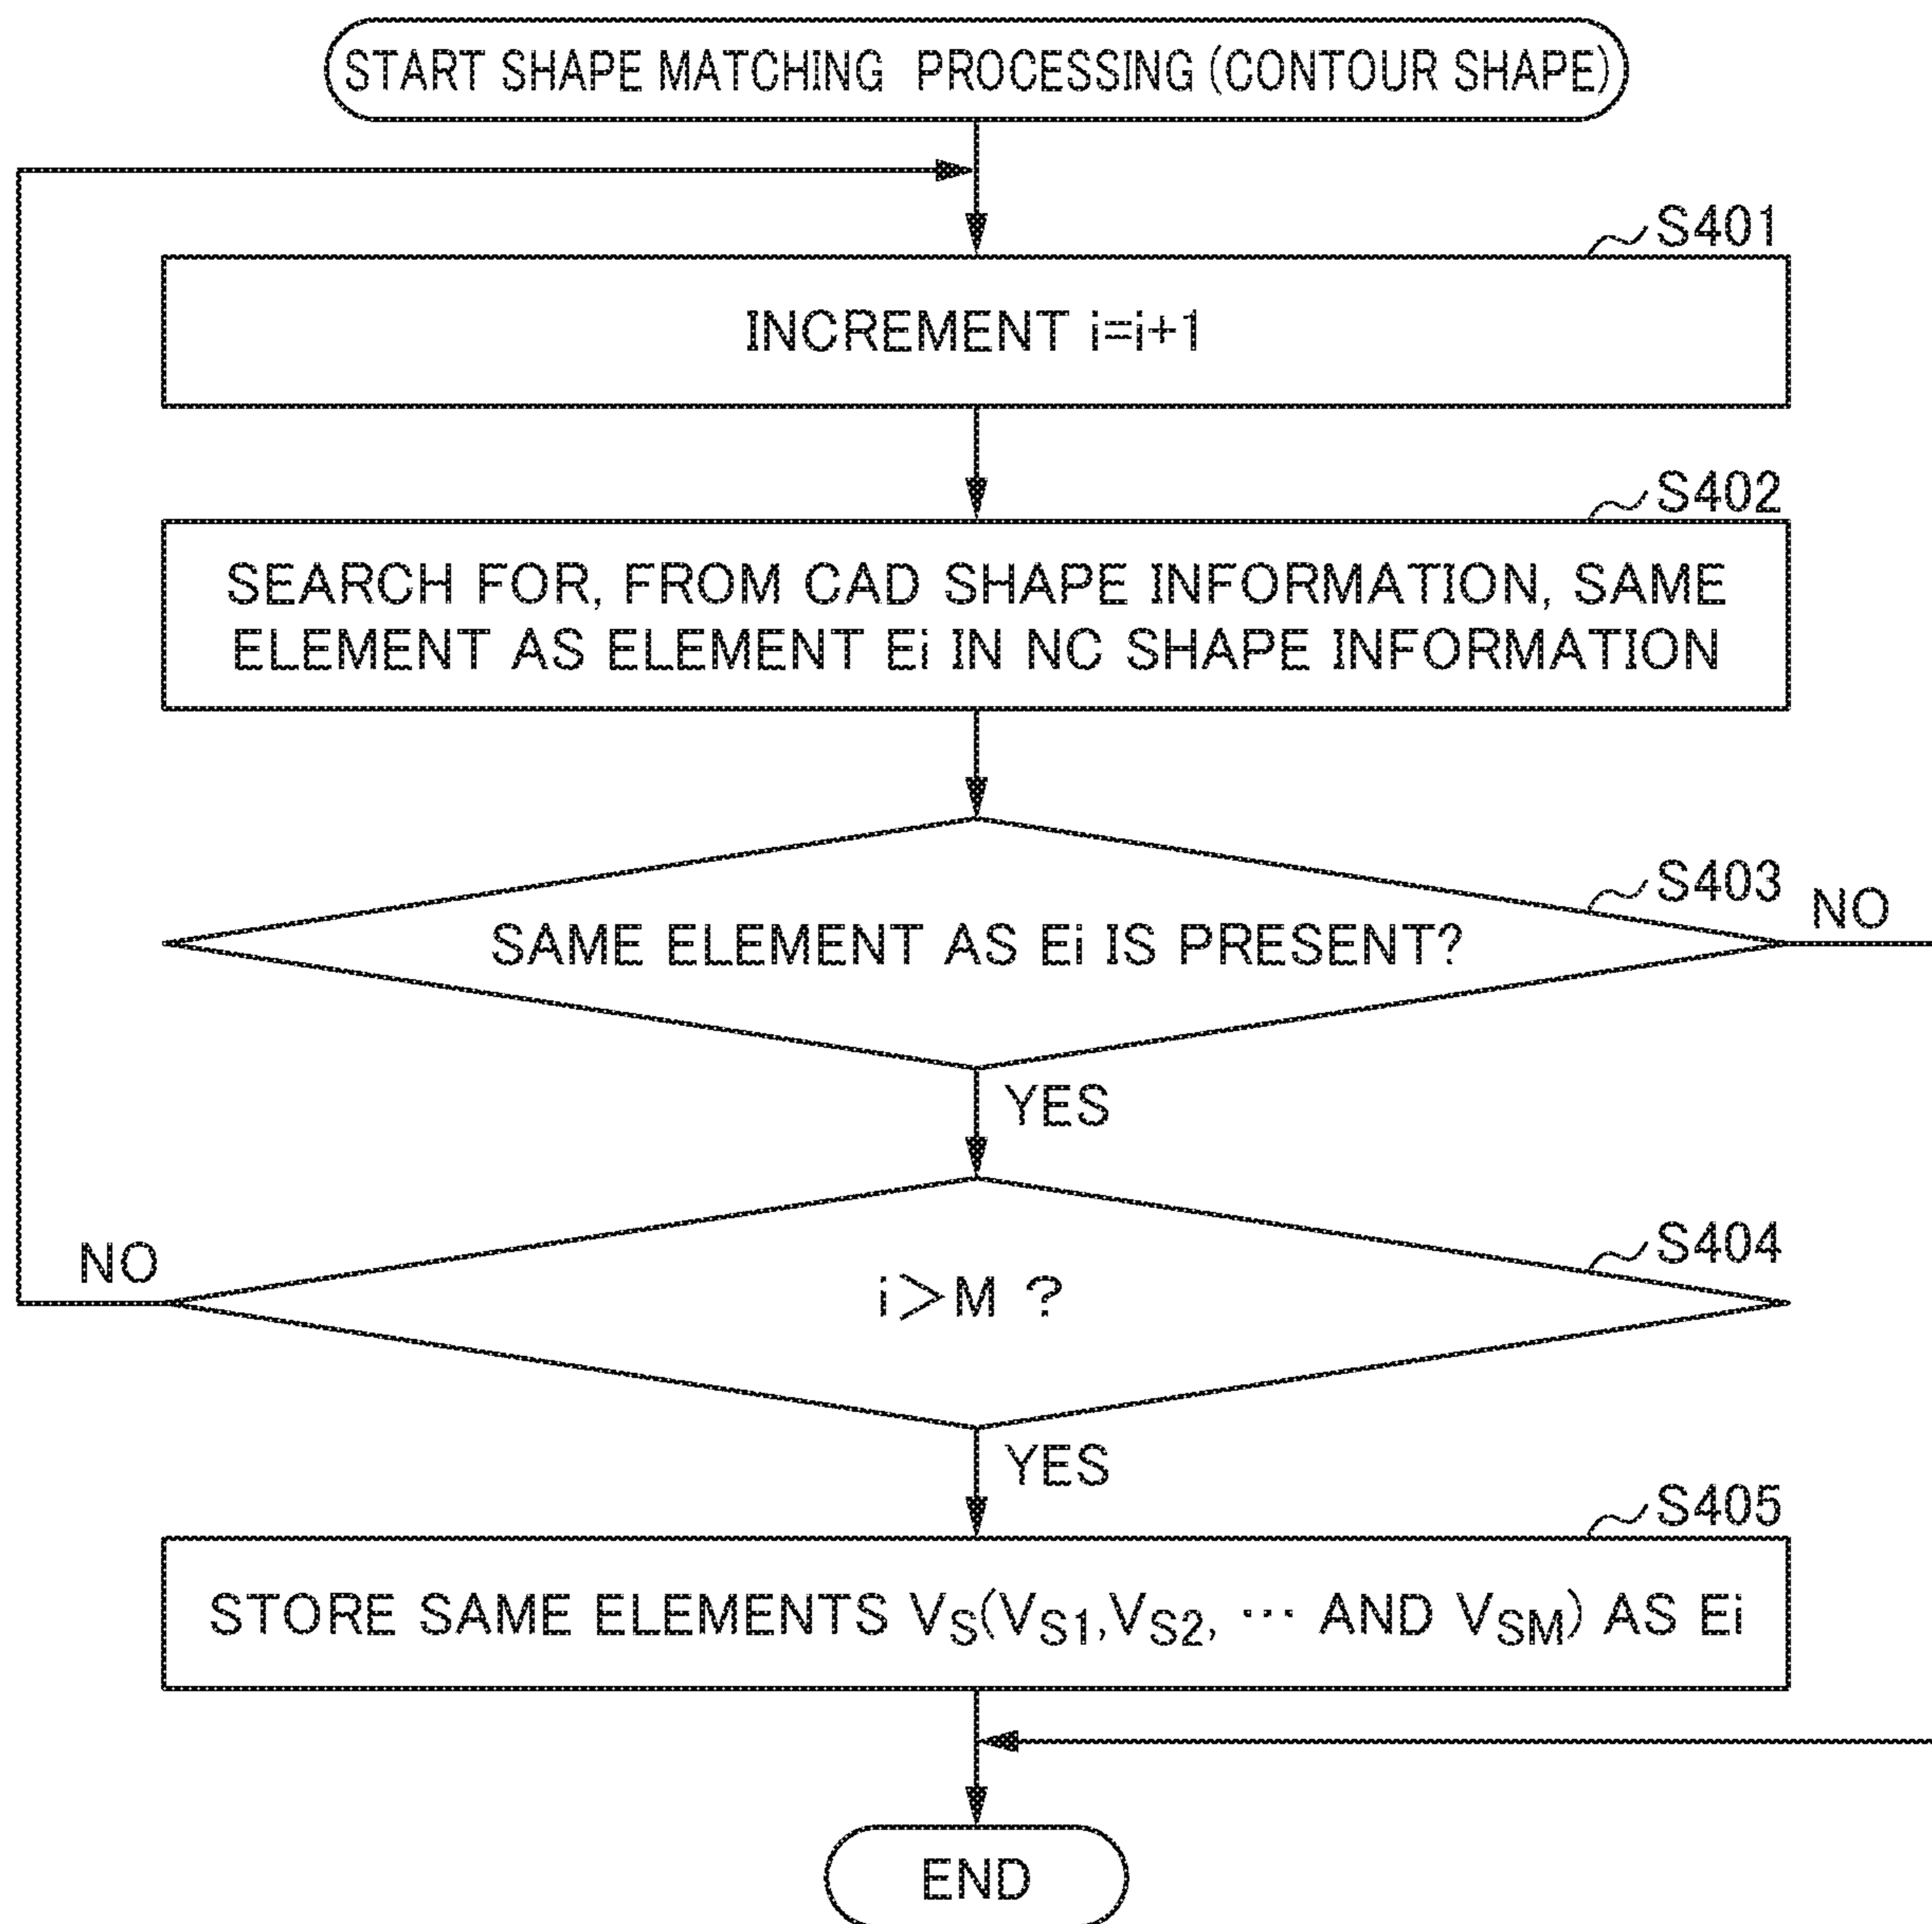 START SHAPE MATCHING PROCESSING (CONTOUR SHAPE)
S401
INCREMENT i=i+1
S402
SEARCH FOR, FROM CAD SHAPE INFORMATION, SAME
ELEMENT AS ELEMENT Ei IN NC SHAPE INFORMATION
S403
NO
SAME ELEMENT AS Ei IS PRESENT?
YES
S404
NO
i>M ?
YES
S405
STORE SAME ELEMENTS VS(VS1,VS2, ··· AND VSM) AS Ei
END